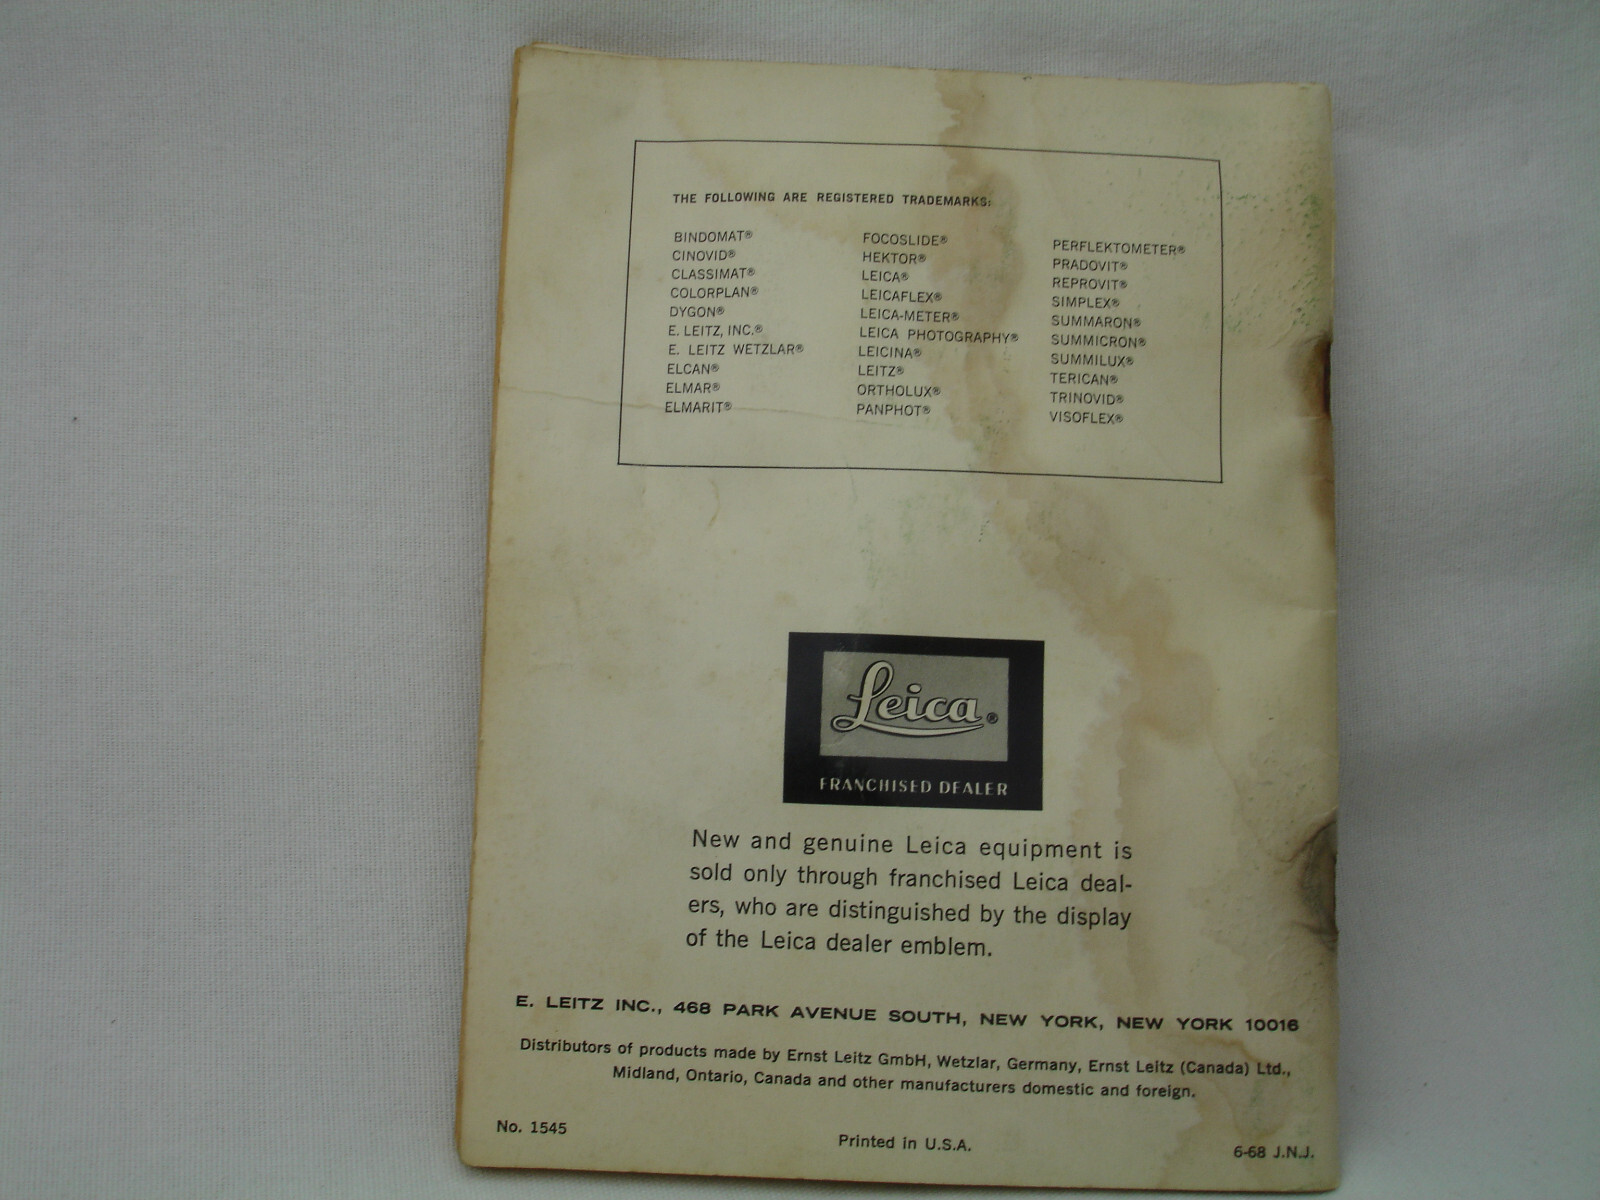 THE FOLLOWING ARE REGISTERED TRADEMARKS:
BINDOMAT®
CINOVID®
CLASSIMAT®
COLORPLAN®
DYGON®
E. LEITZ, INC.®
E. LEITZ WETZLAR®
ELCAN®
ELMAR®
ELMARIT®
FOCOSLIDE®
HEKTOR®
LEICA®
LEICAFLEX®
LEICA-METER®
LEICA PHOTOGRAPHY®
LEICINA®
LEITZ®
ORTHOLUX®
PANPHOT®
PERFLEKTOMETER®
PRADOVIT®
REPROVIT®
SIMPLEX®
SUMMARON®
SUMMICRON®
SUMMILUX®
TERICAN®
TRINOVID®
VISOFLEX®
Leica®
FRANCHISED DEALER
New and genuine Leica equipment is
sold only through franchised Leica deal-
ers, who are distinguished by the display
of the Leica dealer emblem.
E. LEITZ INC., 468 PARK AVENUE SOUTH, NEW YORK, NEW YORK 10016
Distributors of products made by Ernst Leitz GmbH, Wetzlar, Germany, Ernst Leitz (Canada) Ltd.,
Midland, Ontario, Canada and other manufacturers domestic and foreign.
No. 1545
Printed in U.S.A.
6-68 J.N.J.